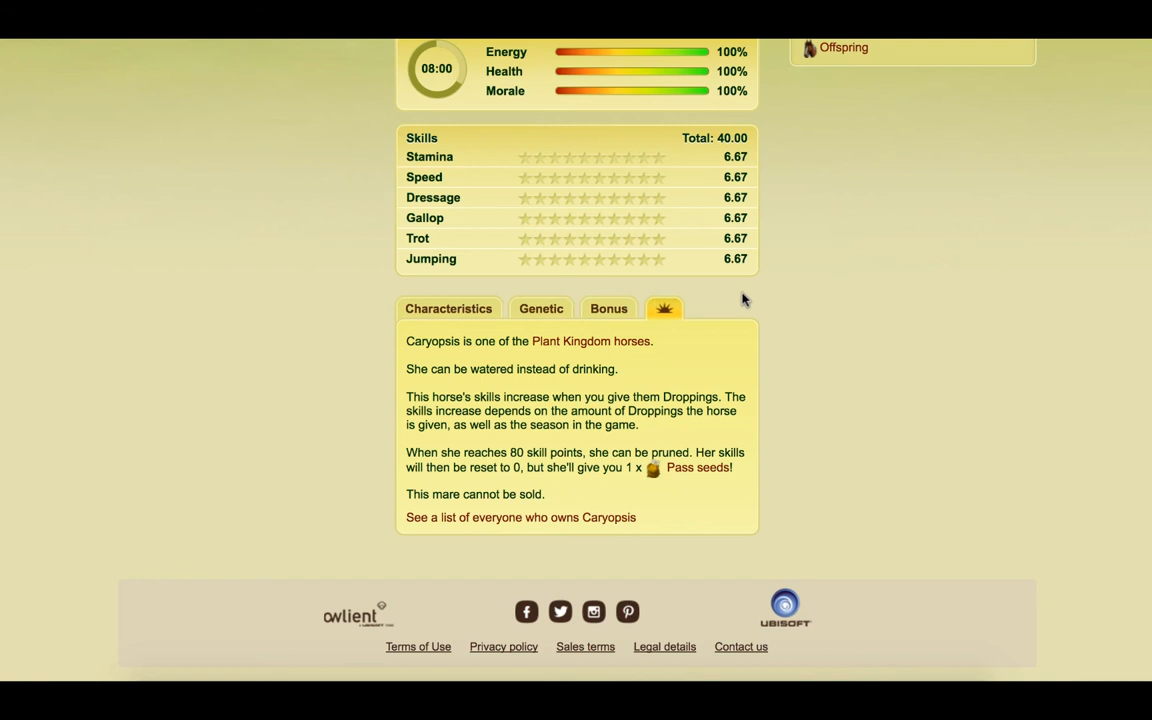 Offspring
Energy 100%
08:00
Health 100%
Morale 100%
Skills Total: 40.00
Stamina 6.67
Speed 6.67
Dressage 6.67
Gallop 6.67
Trot 6.67
Jumping 6.67
Characteristics Genetic Bonus
Caryopsis is one of the Plant Kingdom horses.
She can be watered instead of drinking.
This horse's skills increase when you give them Droppings. The
skills increase depends on the amount of Droppings the horse
is given, as well as the season in the game.
When she reaches 80 skill points, she can be pruned. Her skills
will then be reset to 0, but she'll give you 1 x Pass seeds!
This mare cannot be sold.
See a list of everyone who owns Caryopsis
owlient
UBISOFT
Terms of Use Privacy policy Sales terms Legal details Contact us